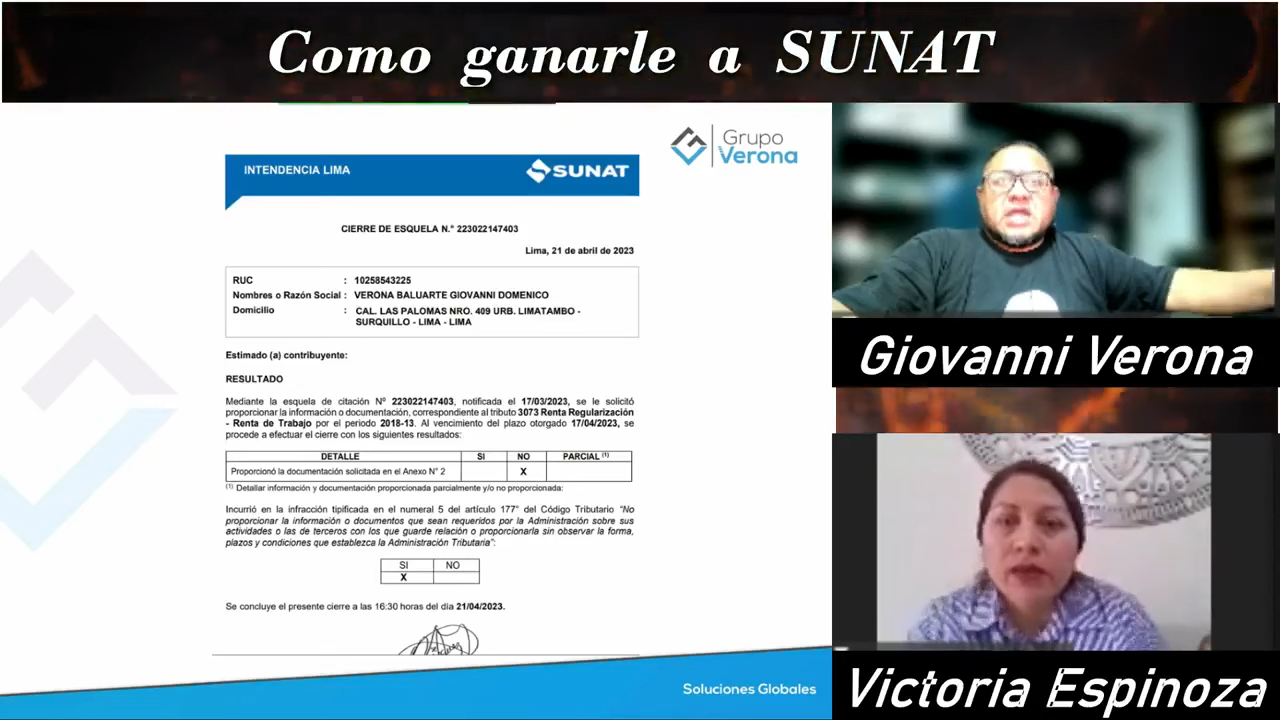 Como ganarle a SUNAT
Grupo
Verona
INTENDENCIA LIMA
SUNAT
CIERRE DE ESQUELA N.° 223022147403
Lima, 21 de abril de 2023
RUC : 10258543225
Nombres o Razón Social : VERONA BALUARTE GIOVANNI DOMENICO
Domicilio : CAL. LAS PALOMAS NRO. 409 URB. LIMATAMBO -
SURQUILLO - LIMA - LIMA
Estimado (a) contribuyente:
RESULTADO
Mediante la esquela de citación Nº 223022147403, notificada el 17/03/2023, se le solicitó
proporcionar la información o documentación, correspondiente al tributo 3073 Renta Regularización
- Renta de Trabajo por el periodo 2018-13. Al vencimiento del plazo otorgado 17/04/2023, se
procede a efectuar el cierre con los siguientes resultados:
DETALLE SI NO PARCIAL (1)
Proporcionó la documentación solicitada en el Anexo N° 2 X
(1) Detallar información y documentación proporcionada parcialmente y/o no proporcionada:
Incurrió en la infracción tipificada en el numeral 5 del artículo 177° del Código Tributario “No
proporcionar la información o documentos que sean requeridos por la Administración sobre sus
actividades o las de terceros con los que guarde relación o proporcionarla sin observar la forma,
plazos y condiciones que establezca la Administración Tributaria”:
SI NO
X
Se concluye el presente cierre a las 16:30 horas del día 21/04/2023.
Soluciones Globales
Giovanni Verona
Victoria Espinoza